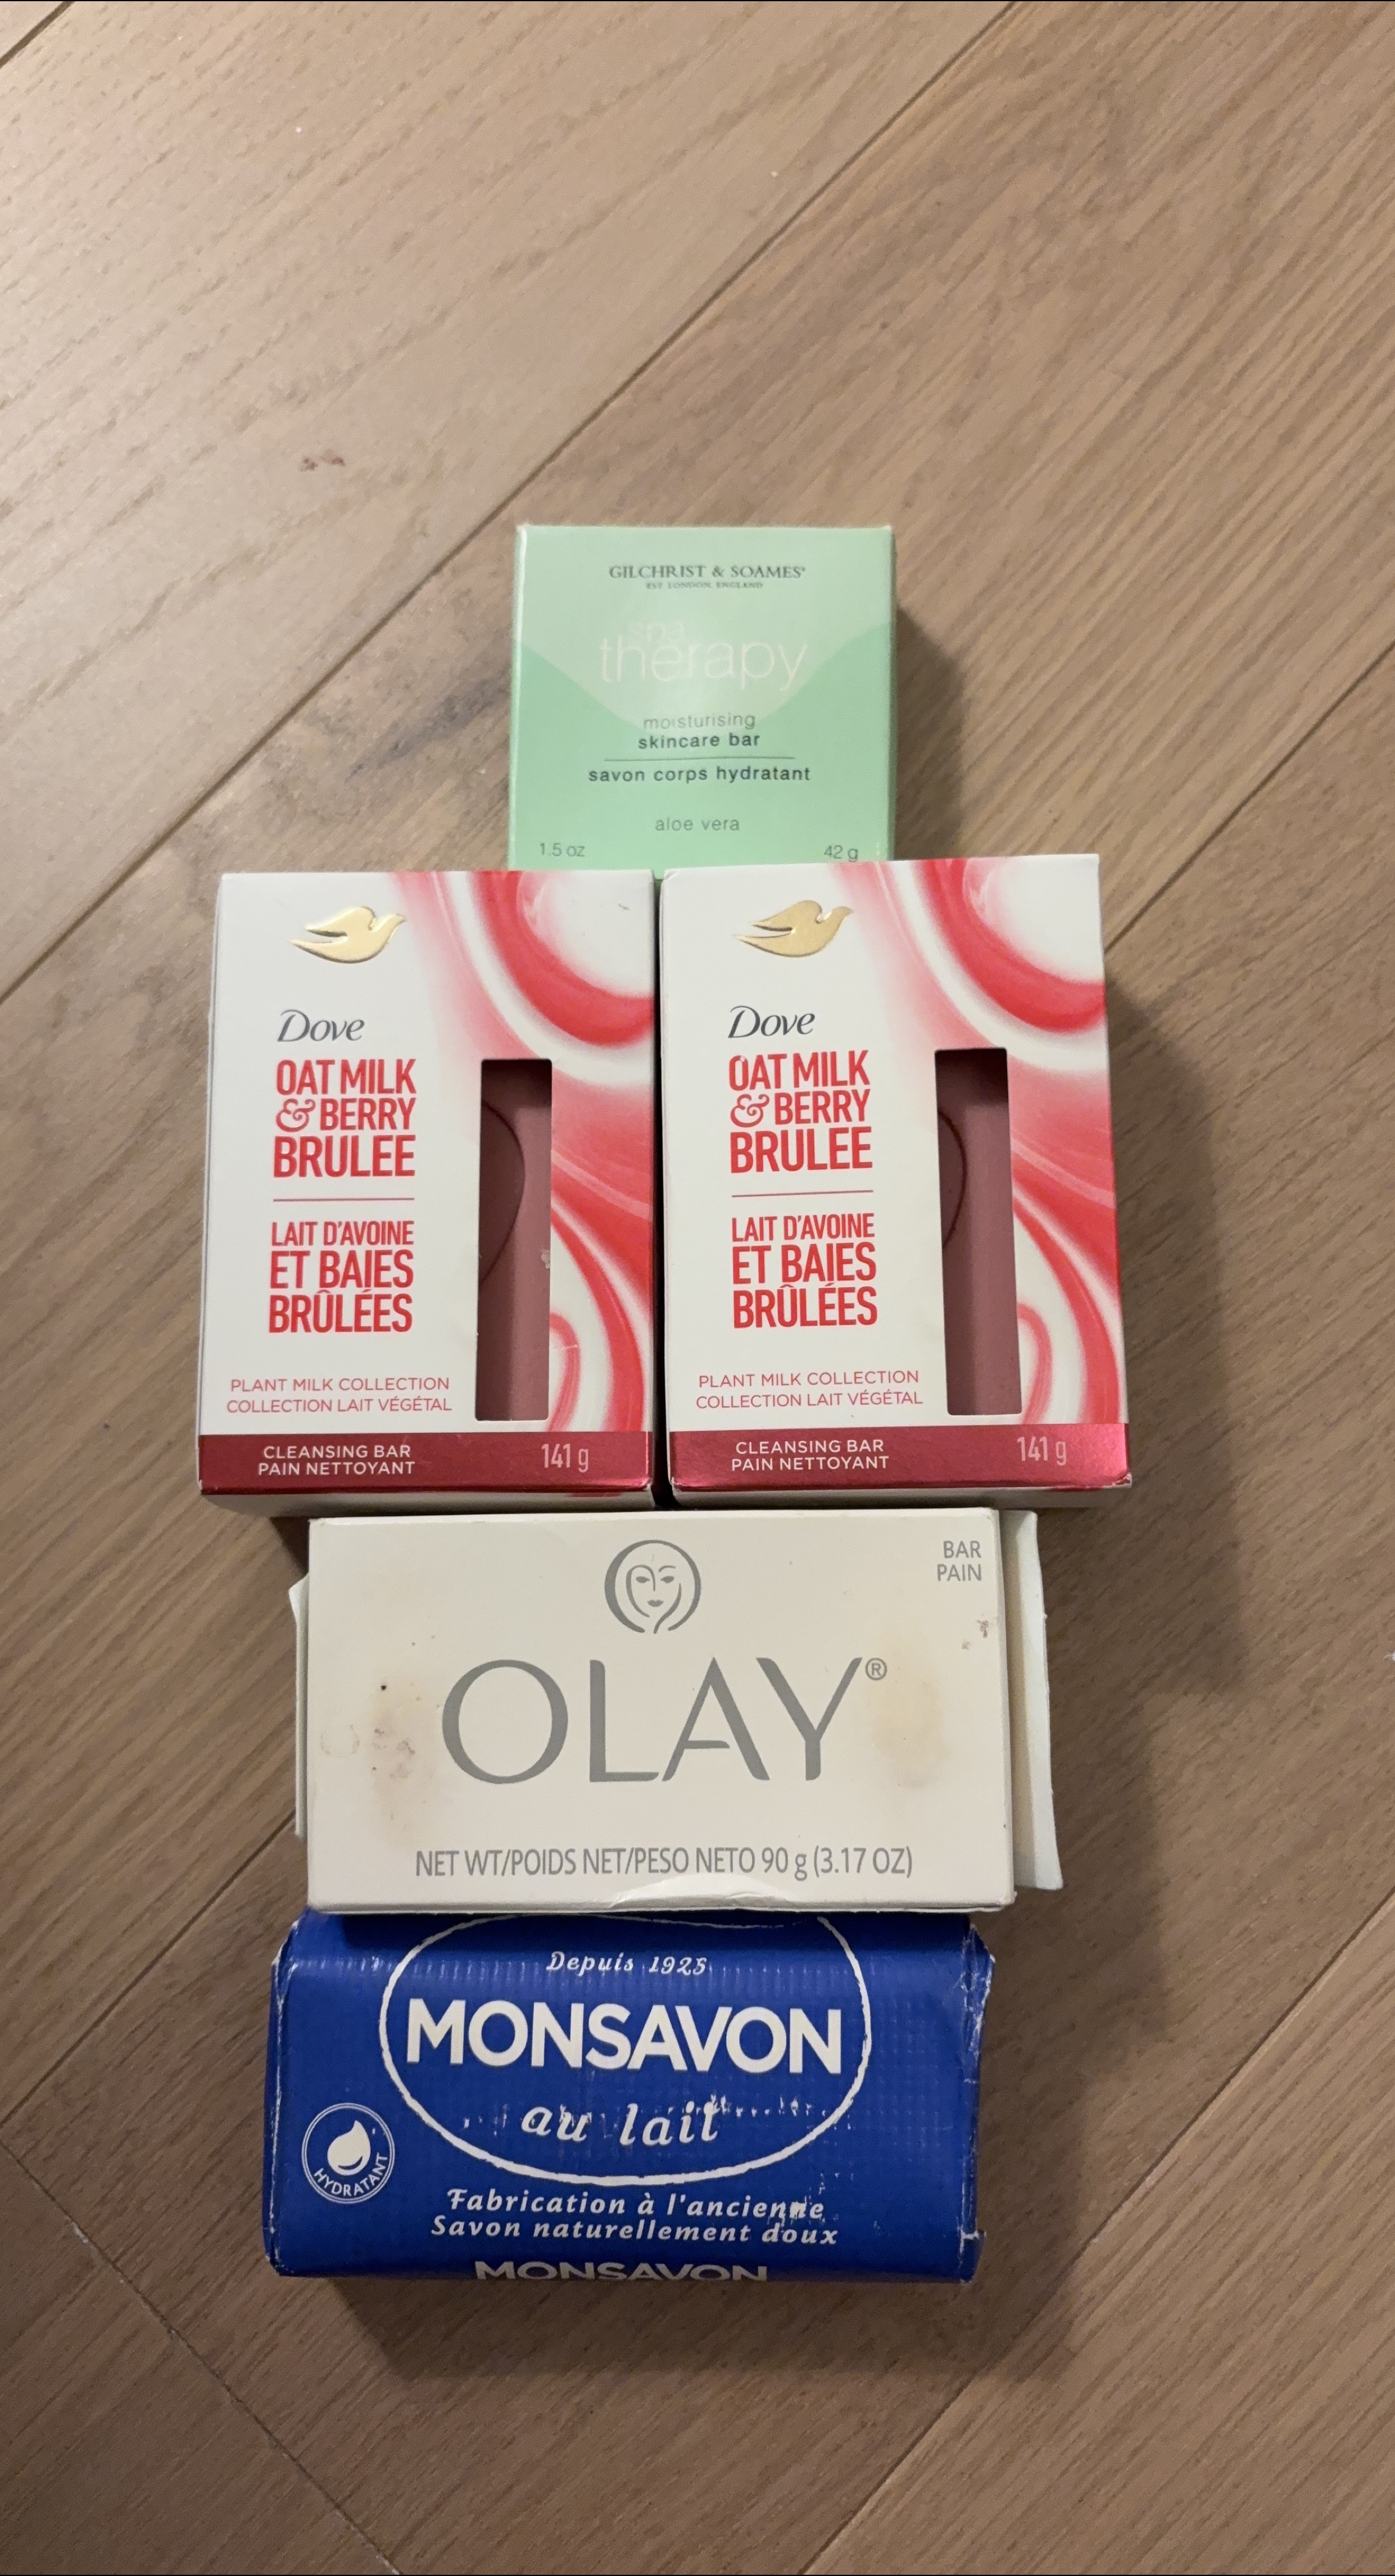 GILCHRIST & SOAMES®
EST. LONDON, ENGLAND
spa
therapy
moisturising
skincare bar
savon corps hydratant
aloe vera
1.5 oz 42 g
Dove
OAT MILK
& BERRY
BRULEE
LAIT D'AVOINE
ET BAIES
BRÛLÉES
PLANT MILK COLLECTION
COLLECTION LAIT VÉGÉTAL
CLEANSING BAR
PAIN NETTOYANT
141 g
Dove
OAT MILK
& BERRY
BRULEE
LAIT D'AVOINE
ET BAIES
BRÛLÉES
PLANT MILK COLLECTION
COLLECTION LAIT VÉGÉTAL
CLEANSING BAR
PAIN NETTOYANT
141 g
BAR
PAIN
OLAY®
NET WT/POIDS NET/PESO NETO 90 g (3.17 OZ)
Depuis 1925
MONSAVON
au lait
HYDRATANT
Fabrication à l'ancienne
Savon naturellement doux
MONSAVON